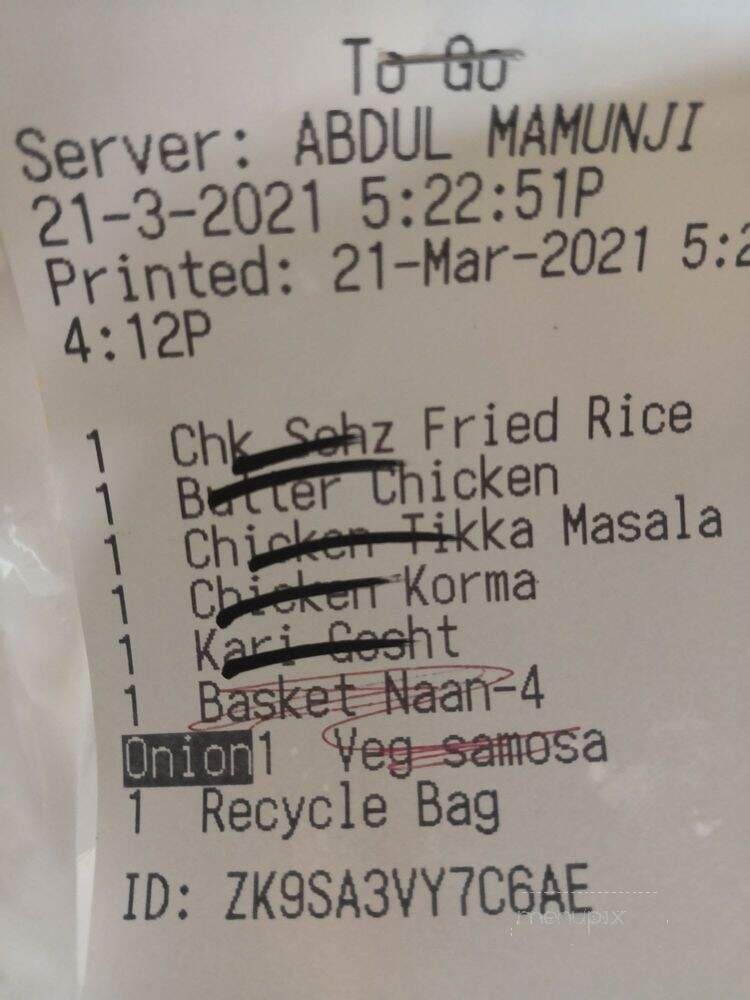 To Go
Server: ABDUL MAMUNJI
21-3-2021 5:22:51P
Printed: 21-Mar-2021 5:2
4:12P
1 Chk Schz Fried Rice
1 Butter Chicken
1 Chicken Tikka Masala
1 Chicken Korma
1 Kari Gosht
1 Basket Naan-4
Onion1 Veg samosa
1 Recycle Bag
ID: ZK9SA3VY7C6AE
menupix